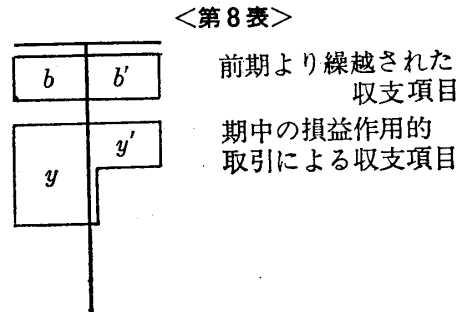 ＜第8表＞
b b′ 前期より繰越された
収支項目
y′ 期中の損益作用的
y 取引による収支項目